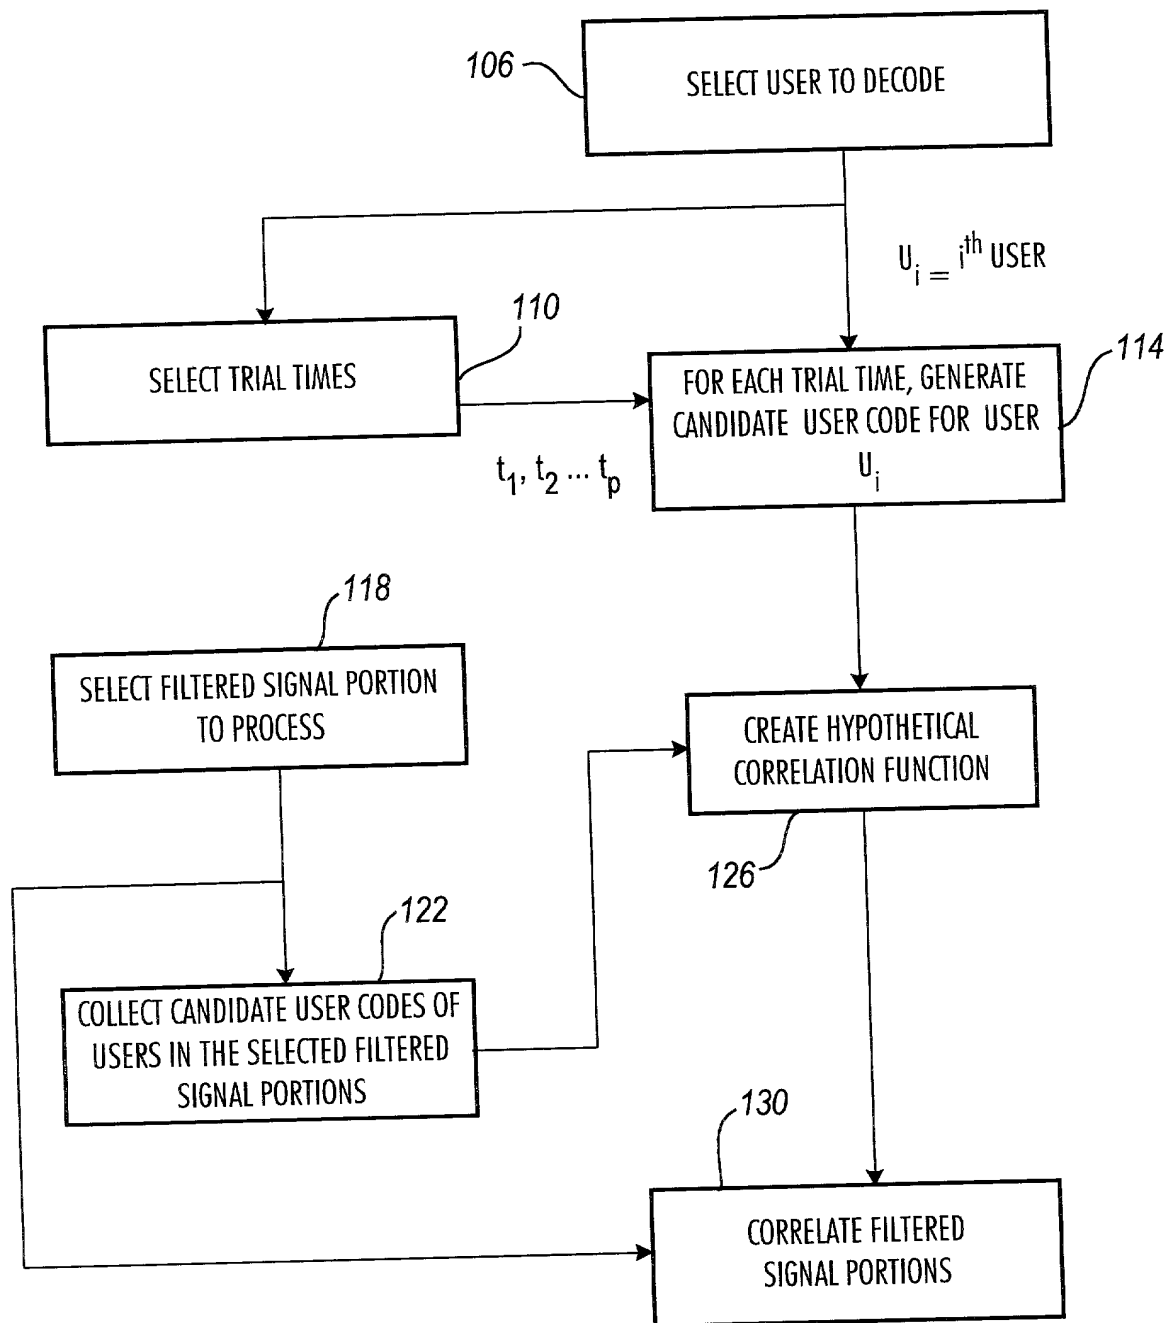 106
SELECT USER TO DECODE
U_i = i^th USER
110
SELECT TRIAL TIMES
114
FOR EACH TRIAL TIME, GENERATE
CANDIDATE USER CODE FOR USER
U_i
t_1, t_2 ... t_p
118
SELECT FILTERED SIGNAL PORTION
TO PROCESS
CREATE HYPOTHETICAL
CORRELATION FUNCTION
126
122
COLLECT CANDIDATE USER CODES OF
USERS IN THE SELECTED FILTERED
SIGNAL PORTIONS
130
CORRELATE FILTERED
SIGNAL PORTIONS